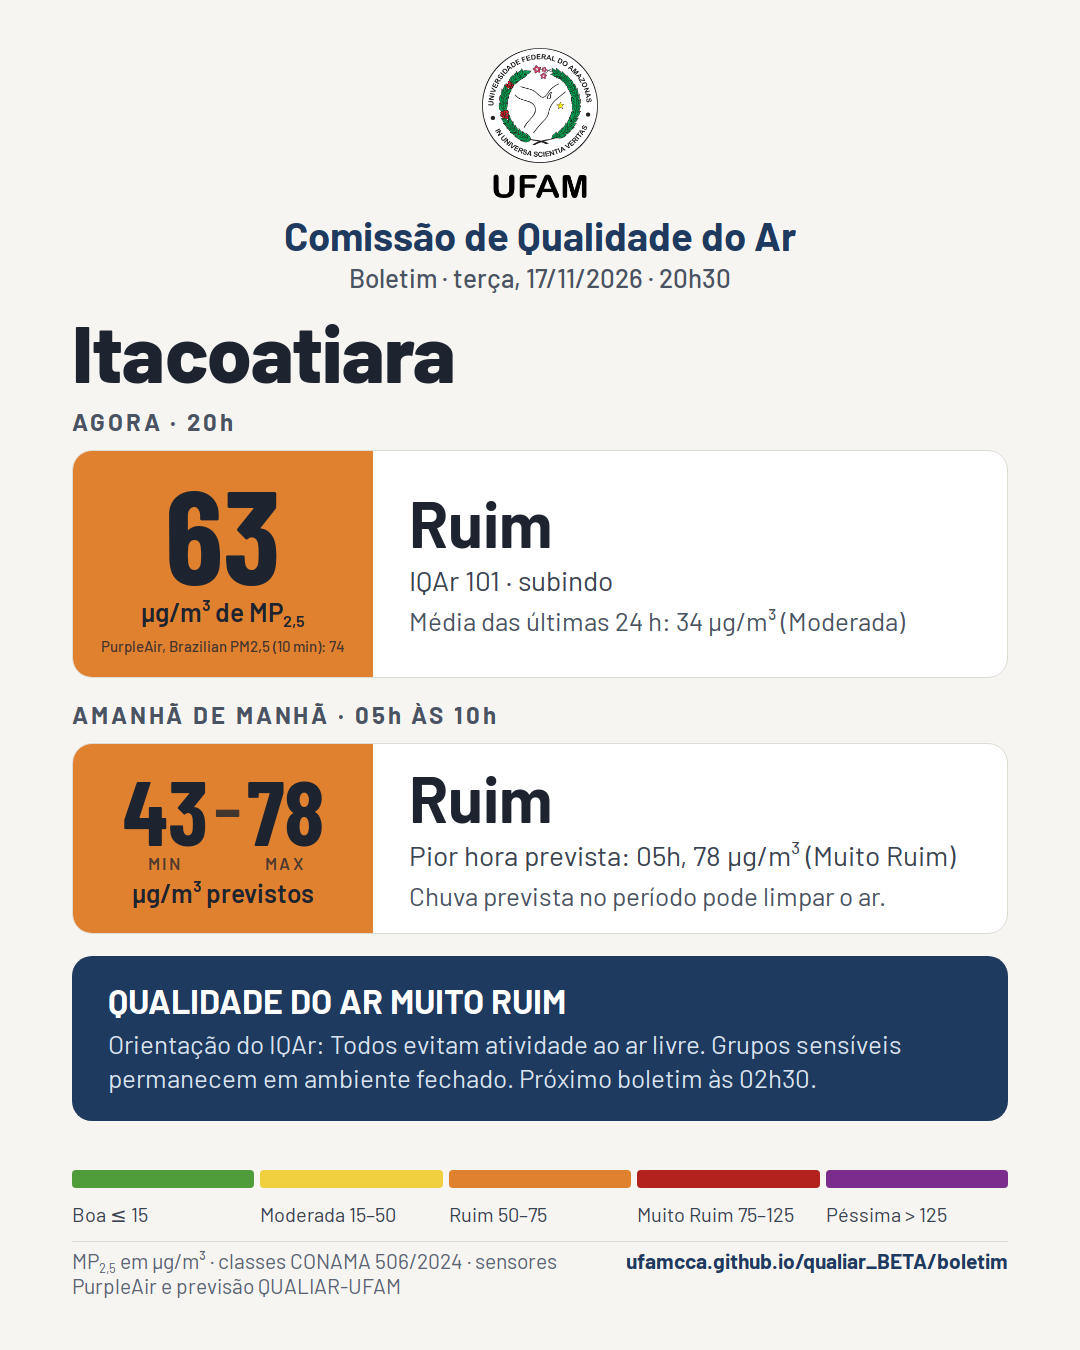 UNIVERSIDADE FEDERAL DO AMAZONAS
IN UNIVERSA SCIENTIA VERITAS
UFAM
Comissão de Qualidade do Ar
Boletim · terça, 17/11/2026 · 20h30
Itacoatiara
AGORA · 20h
63
µg/m³ de MP2,5
PurpleAir, Brazilian PM2,5 (10 min): 74
Ruim
IQAr 101 · subindo
Média das últimas 24 h: 34 µg/m³ (Moderada)
AMANHÃ DE MANHÃ · 05h ÀS 10h
43–78
MIN MAX
µg/m³ previstos
Ruim
Pior hora prevista: 05h, 78 µg/m³ (Muito Ruim)
Chuva prevista no período pode limpar o ar.
QUALIDADE DO AR MUITO RUIM
Orientação do IQAr: Todos evitam atividade ao ar livre. Grupos sensíveis
permanecem em ambiente fechado. Próximo boletim às 02h30.
Boa ≤ 15 Moderada 15–50 Ruim 50–75 Muito Ruim 75–125 Péssima > 125
MP2,5 em µg/m³ · classes CONAMA 506/2024 · sensores
PurpleAir e previsão QUALIAR-UFAM
ufamcca.github.io/qualiar_BETA/boletim